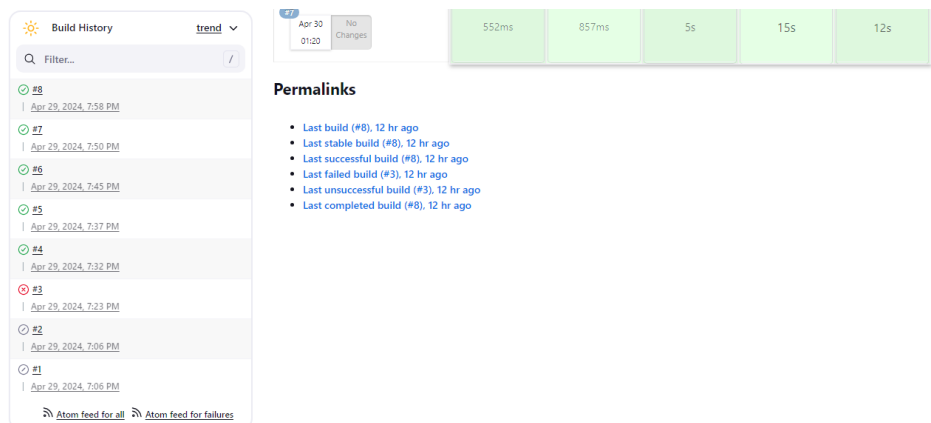 Build History
trend
Filter...
/
#8
Apr 29, 2024, 7:58 PM
#7
Apr 29, 2024, 7:50 PM
#6
Apr 29, 2024, 7:45 PM
#5
Apr 29, 2024, 7:37 PM
#4
Apr 29, 2024, 7:32 PM
#3
Apr 29, 2024, 7:23 PM
#2
Apr 29, 2024, 7:06 PM
#1
Apr 29, 2024, 7:06 PM
Atom feed for all
Atom feed for failures
#7
Apr 30
01:20
No
Changes
552ms
857ms
5s
15s
12s
Permalinks
Last build (#8), 12 hr ago
Last stable build (#8), 12 hr ago
Last successful build (#8), 12 hr ago
Last failed build (#3), 12 hr ago
Last unsuccessful build (#3), 12 hr ago
Last completed build (#8), 12 hr ago